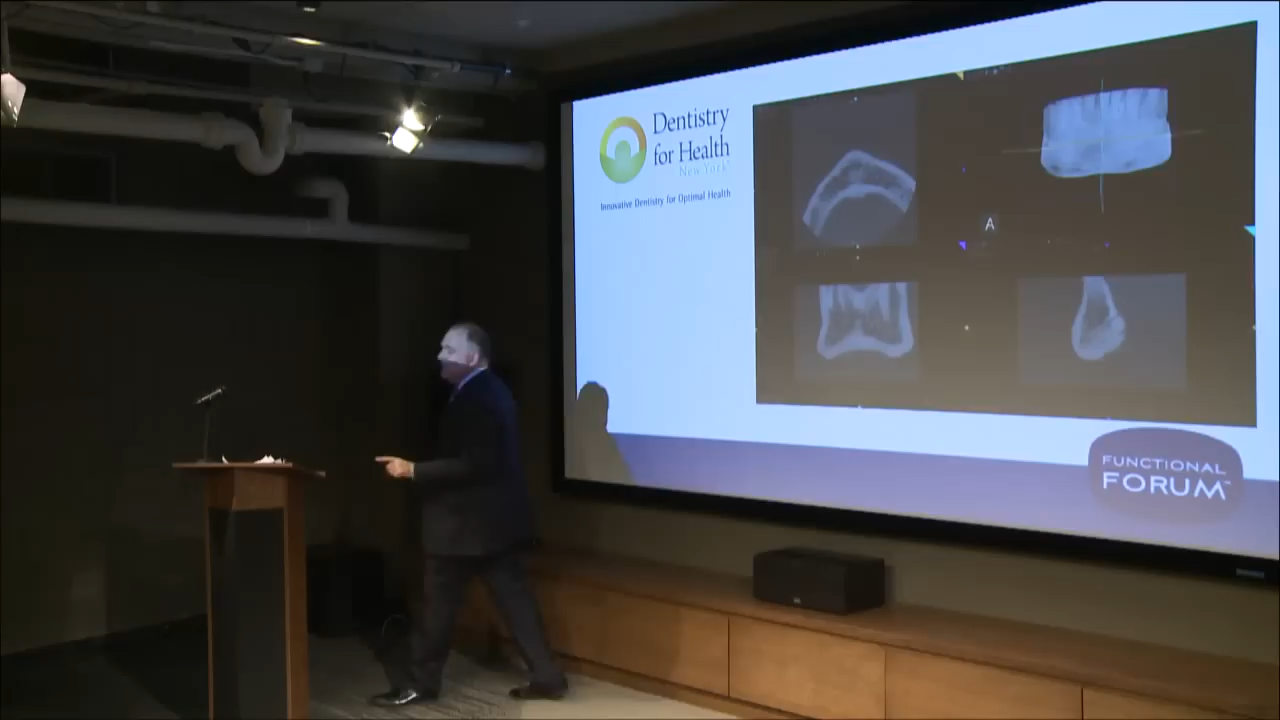 Dentistry
for Health
New York
Innovative Dentistry for Optimal Health
A
FUNCTIONAL
FORUM